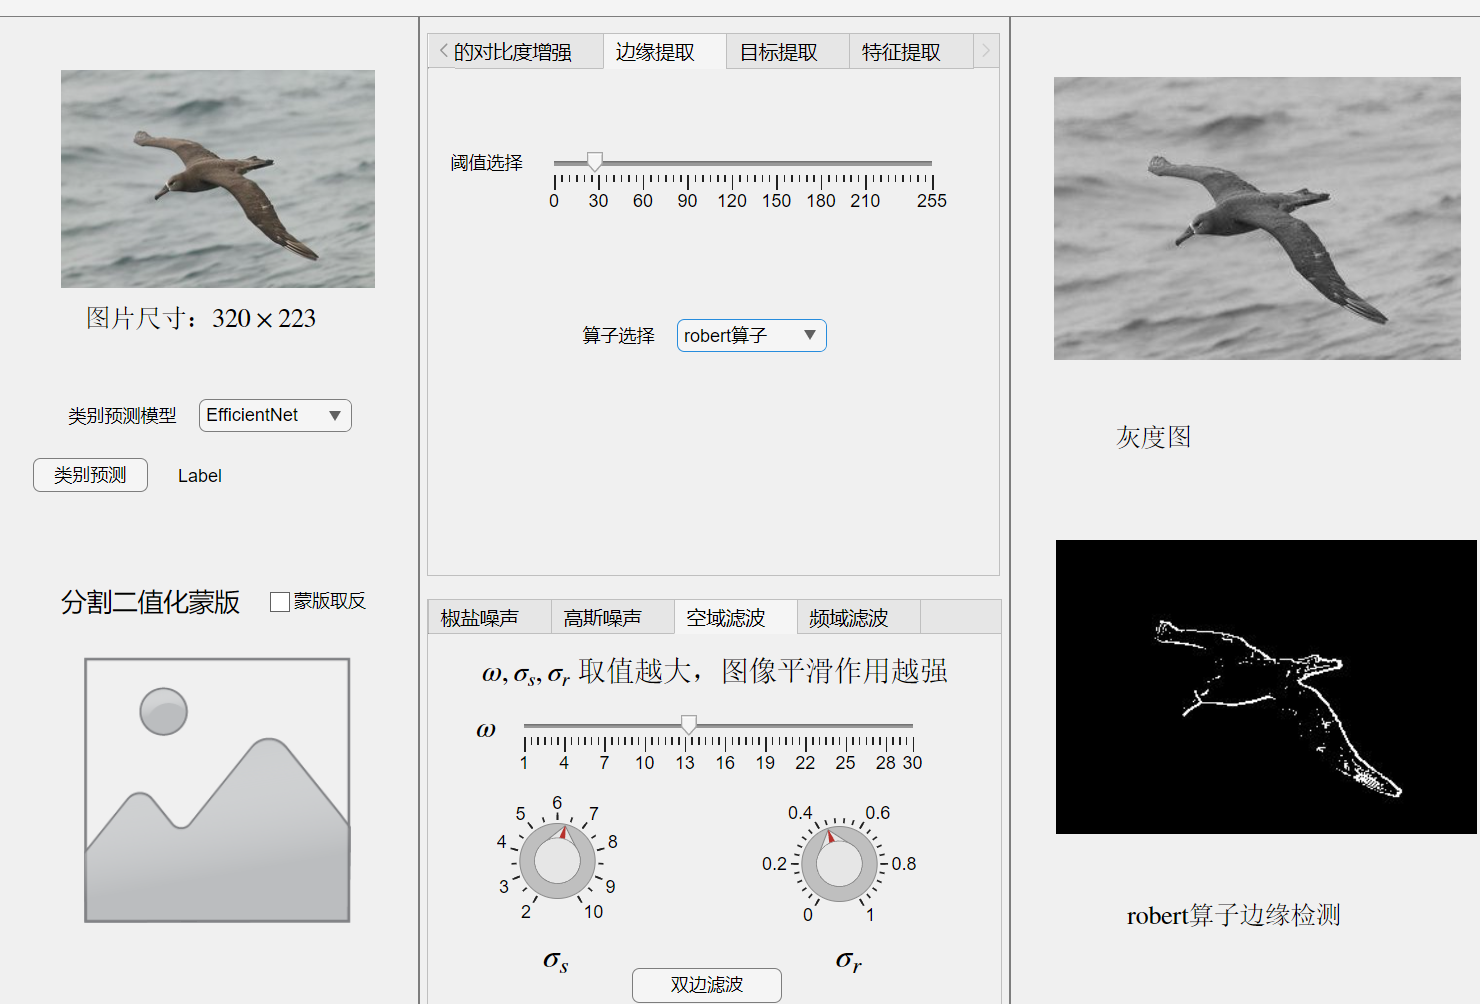 的对比度增强 边缘提取 目标提取 特征提取
阈值选择
0 30 60 90 120 150 180 210 255
图片尺寸：320 × 223
算子选择 robert算子
类别预测模型 EfficientNet
灰度图
类别预测 Label
分割二值化蒙版 蒙版取反
椒盐噪声 高斯噪声 空域滤波 频域滤波
ω, σs, σr 取值越大，图像平滑作用越强
ω
1 4 7 10 13 16 19 22 25 28 30
2 3 4 5 6 7 8 9 10
0 0.2 0.4 0.6 0.8 1
robert算子边缘检测
σs σr
双边滤波